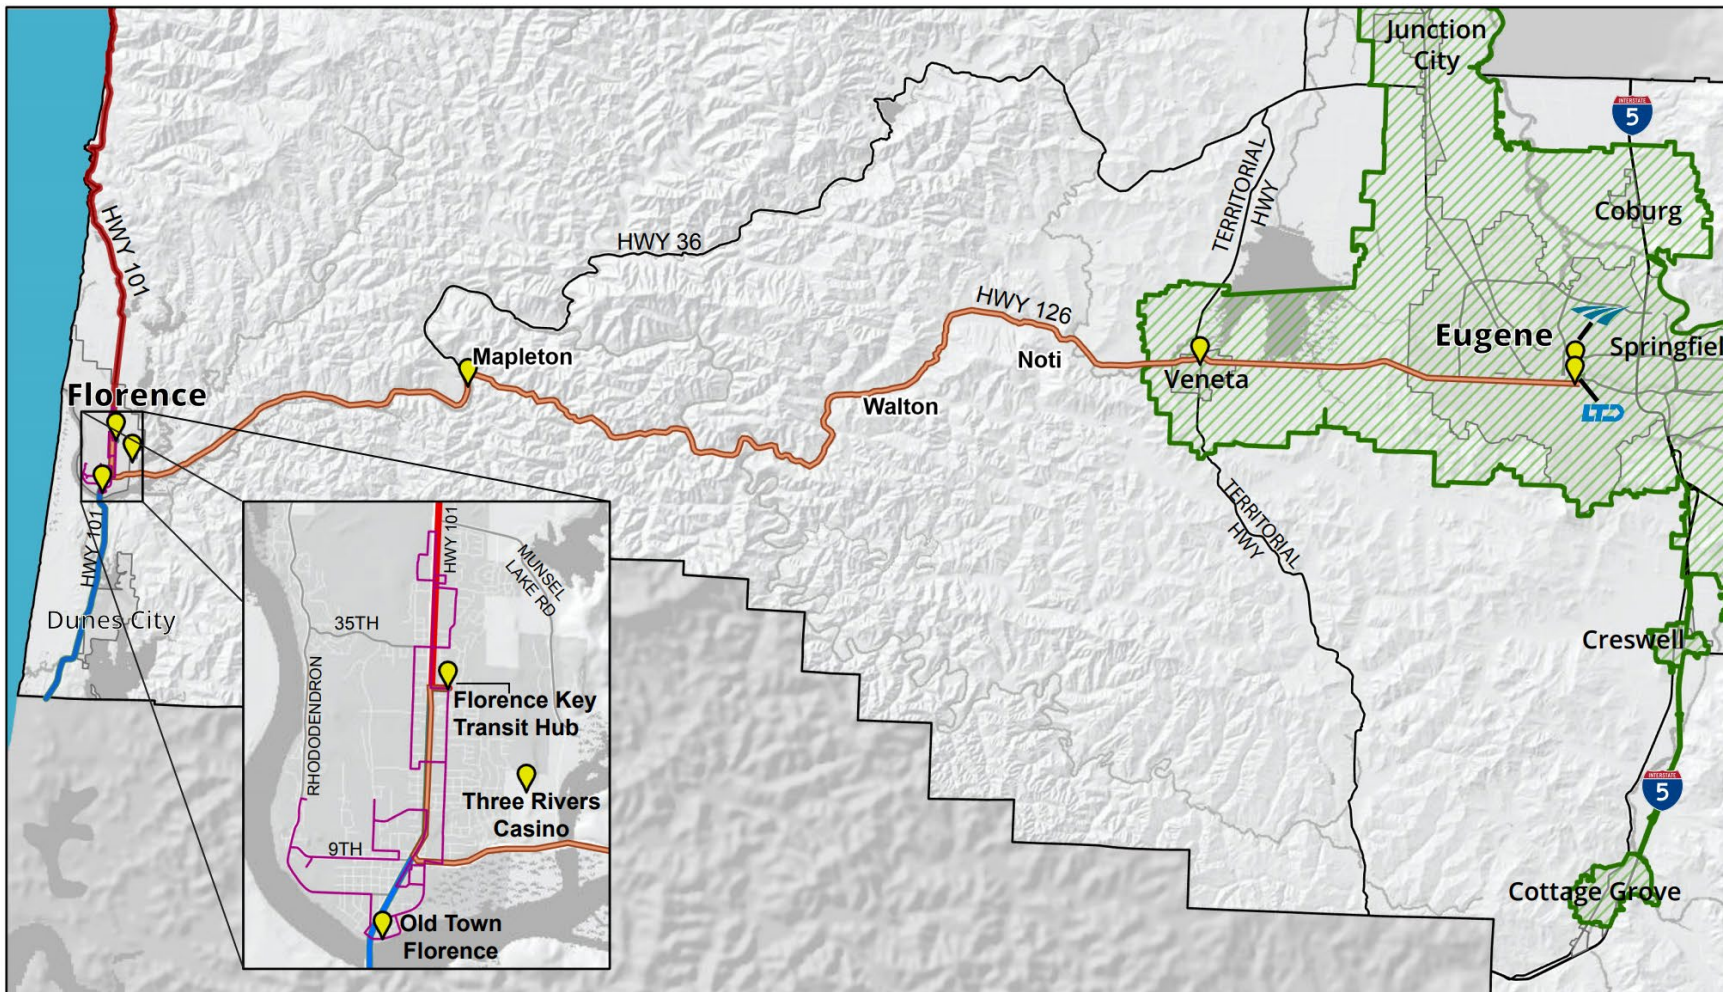 Junction
City
INTERSTATE
5
TERRITORIAL
HWY
Coburg
HWY 101
HWY 36
HWY 126
Eugene
Springfiel
Mapleton
Noti
Veneta
LTD
Florence
Walton
HWY 101
TERRITORIAL
HWY
Dunes City
Creswell
INTERSTATE
5
Cottage Grove
HWY 101
MUNSEL
LAKE RD
35TH
RHODODENDRON
Florence Key
Transit Hub
Three Rivers
Casino
9TH
Old Town
Florence